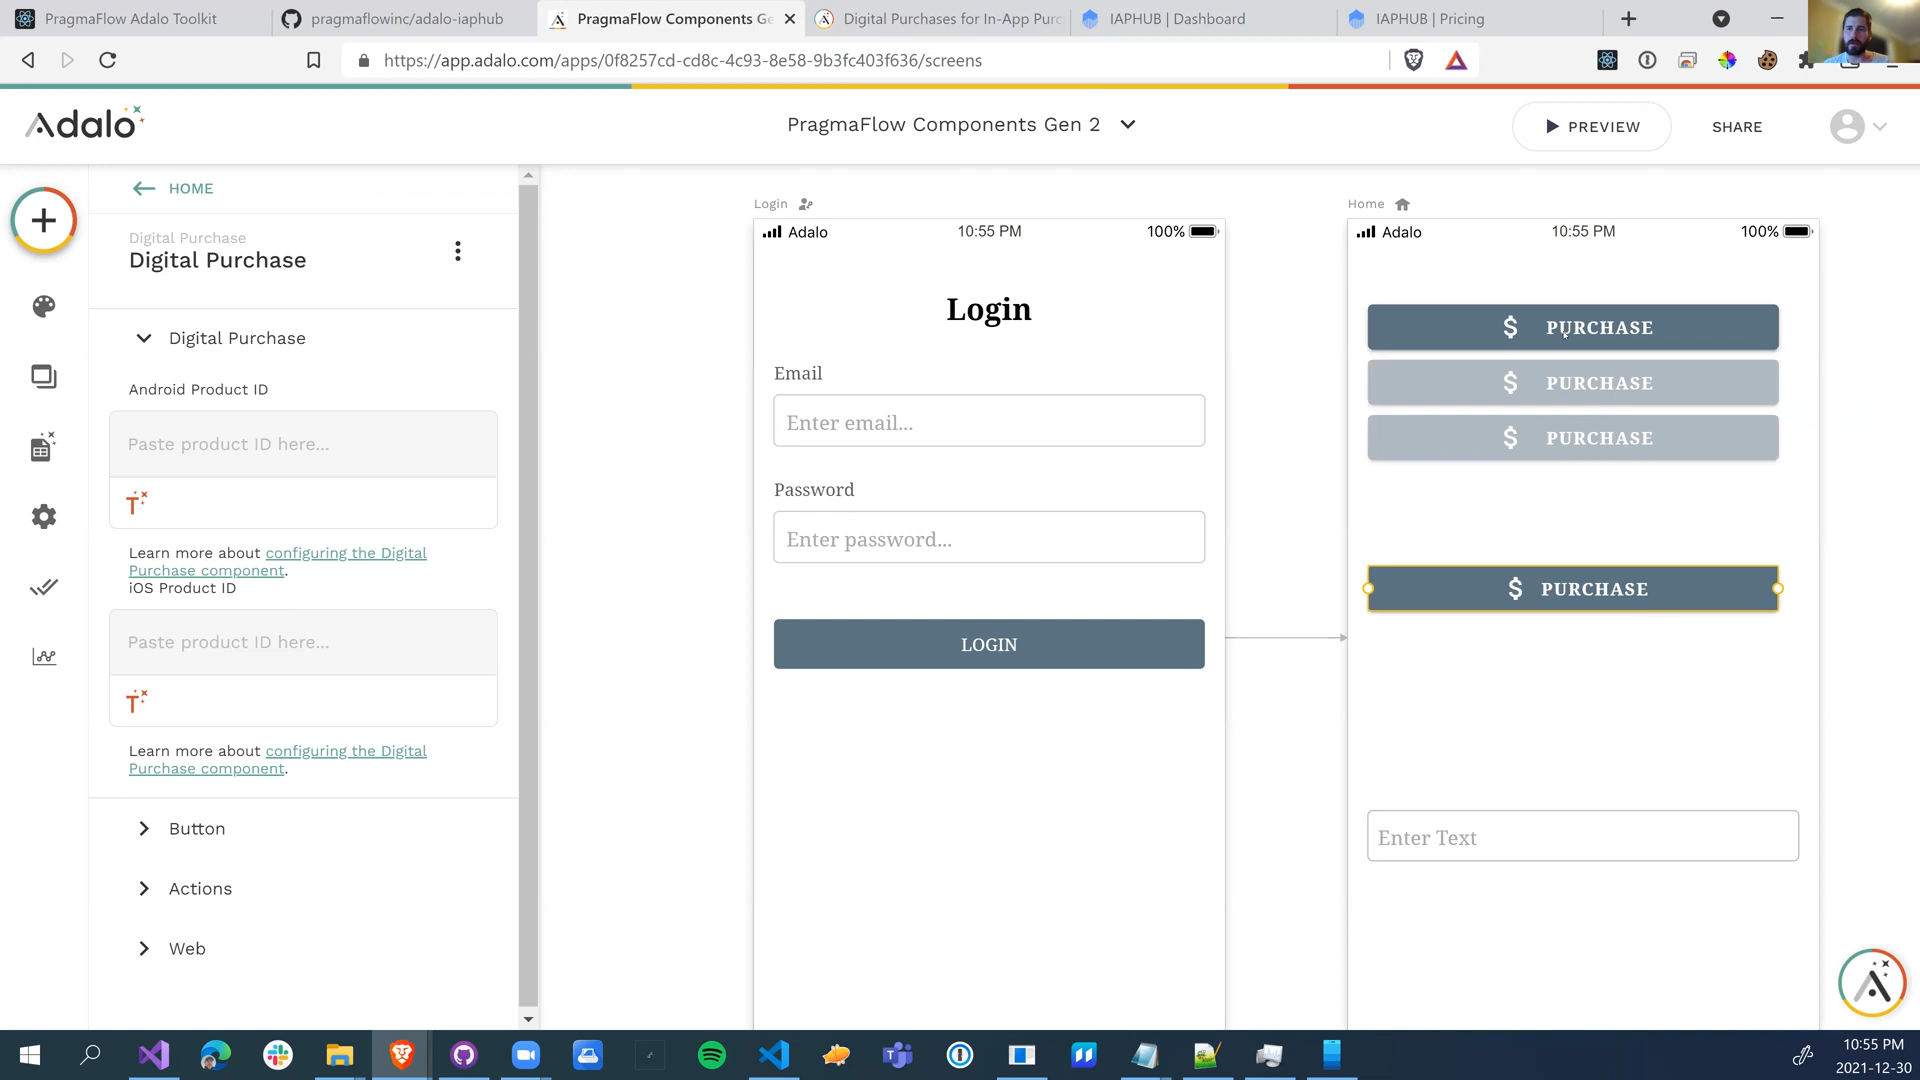 PragmaFlow Adalo Toolkit
pragmaflowinc/adalo-iaphub
PragmaFlow Components Ge
Digital Purchases for In-App Purc
IAPHUB | Dashboard
IAPHUB | Pricing
https://app.adalo.com/apps/0f8257cd-cd8c-4c93-8e58-9b3fc403f636/screens
Adalo
PragmaFlow Components Gen 2
PREVIEW
SHARE
HOME
Digital Purchase
Digital Purchase
Digital Purchase
Android Product ID
Paste product ID here...
Learn more about configuring the Digital
Purchase component.
iOS Product ID
Paste product ID here...
Learn more about configuring the Digital
Purchase component.
Button
Actions
Web
Login
Adalo 10:55 PM 100%
Login
Email
Enter email...
Password
Enter password...
LOGIN
Home
Adalo 10:55 PM 100%
$ PURCHASE
$ PURCHASE
$ PURCHASE
$ PURCHASE
Enter Text
10:55 PM
2021-12-30